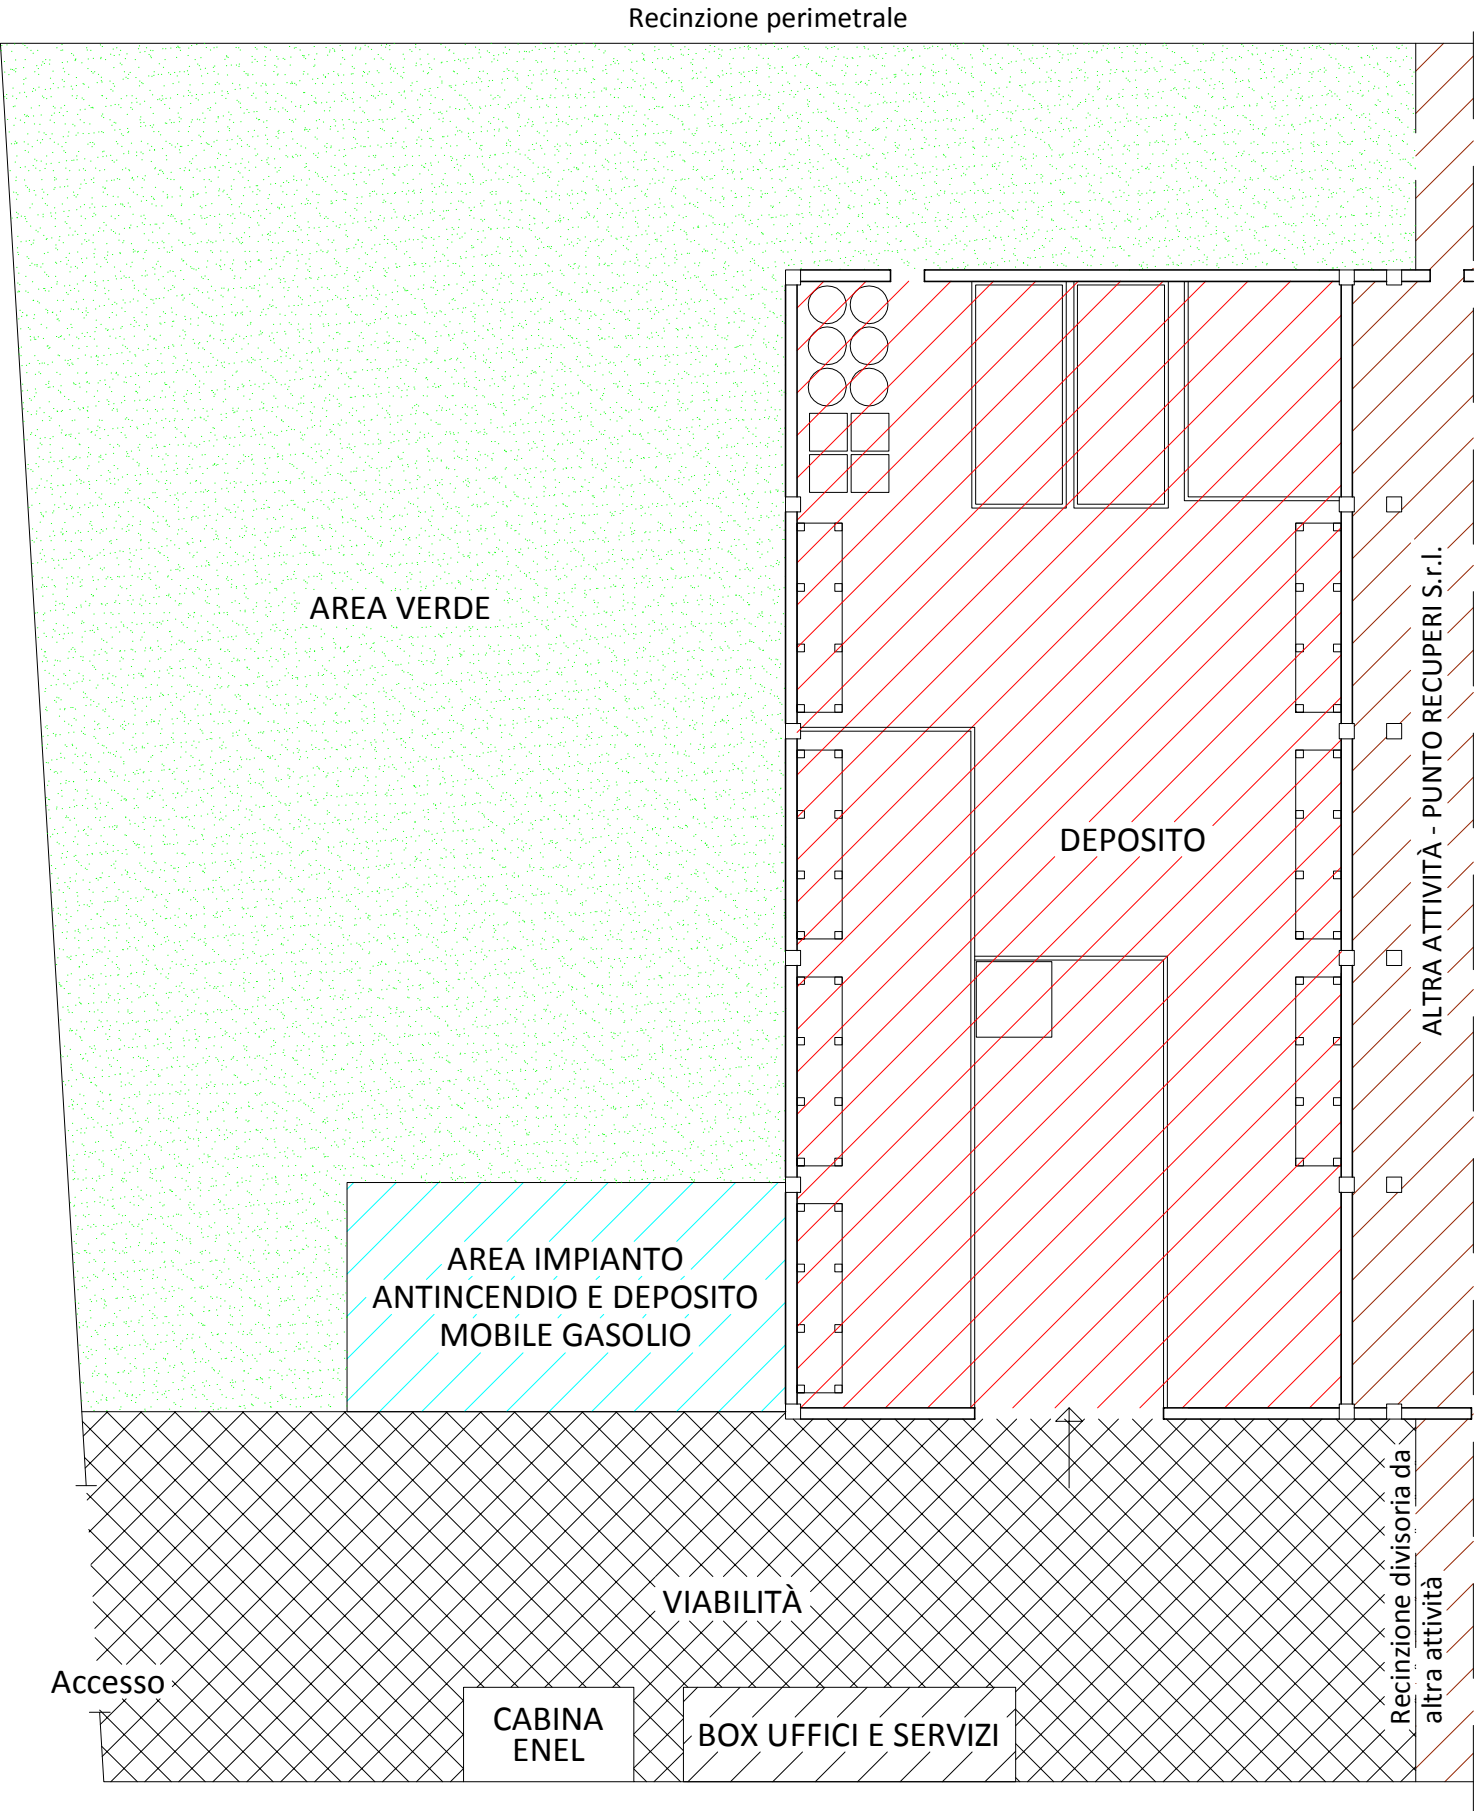 Recinzione perimetrale
AREA VERDE
ALTRA ATTIVITÀ - PUNTO RECUPERI S.r.l.
DEPOSITO
AREA IMPIANTO
ANTINCENDIO E DEPOSITO
MOBILE GASOLIO
Recinzione divisoria da
altra attività
VIABILITÀ
Accesso
CABINA
ENEL
BOX UFFICI E SERVIZI